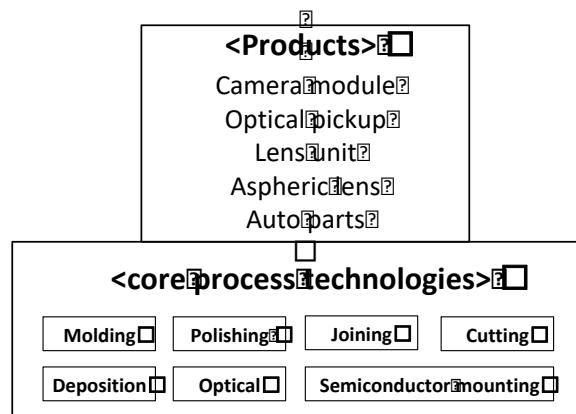 <Products>
Camera module
Optical pickup
Lens unit
Aspheric lens
Auto parts
<core process technologies>
Molding Polishing Joining Cutting
Deposition Optical Semiconductor mounting